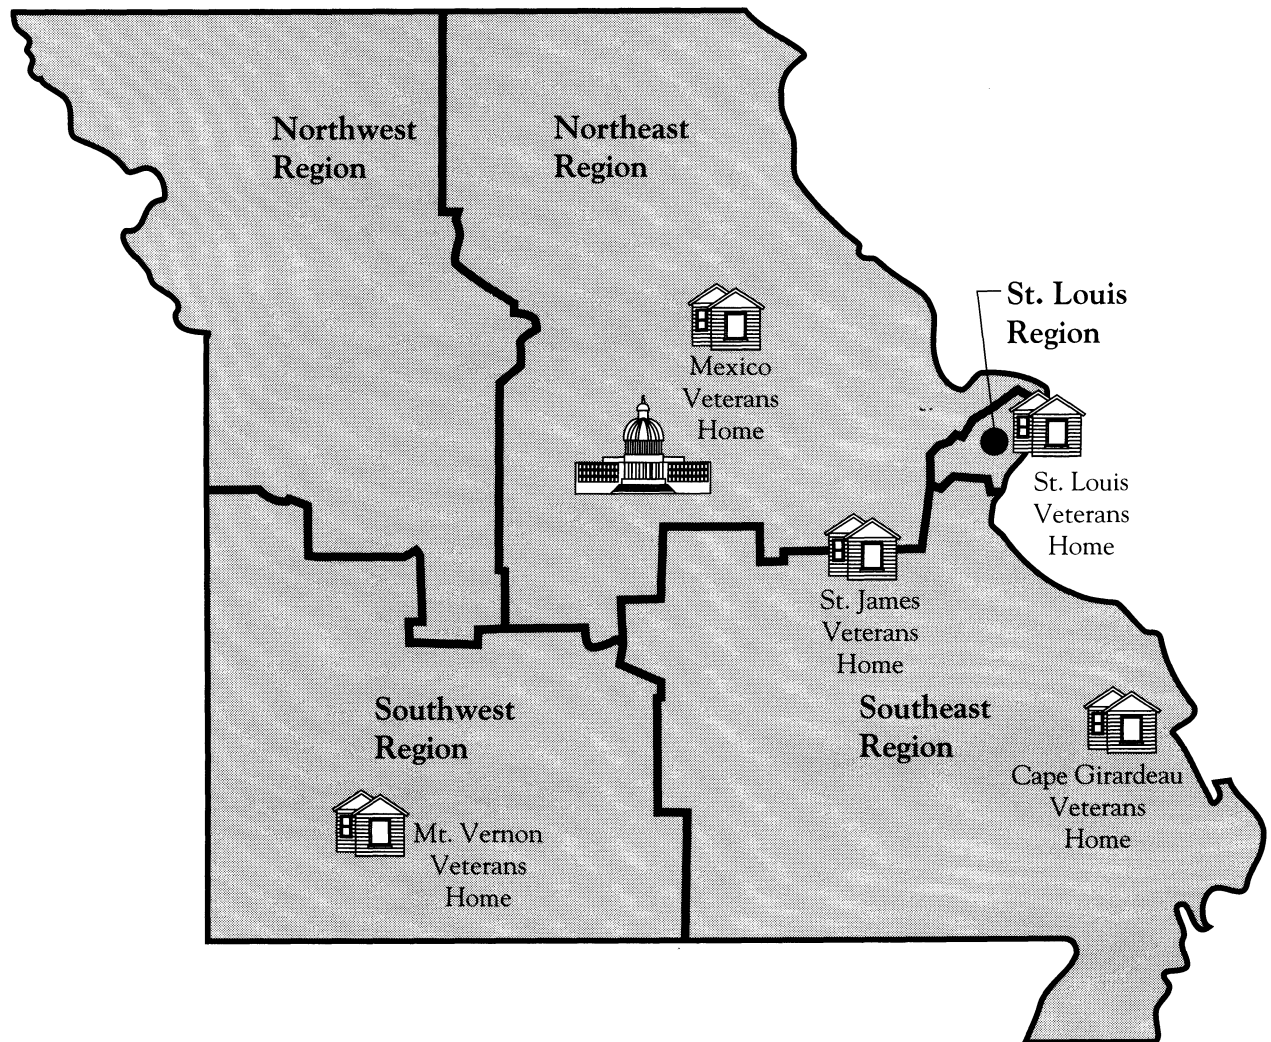 Northwest
Region
Northeast
Region
St. Louis
Region
Mexico
Veterans
Home
St. Louis
Veterans
Home
St. James
Veterans
Home
Southwest
Region
Southeast
Region
Cape Girardeau
Veterans
Home
Mt. Vernon
Veterans
Home